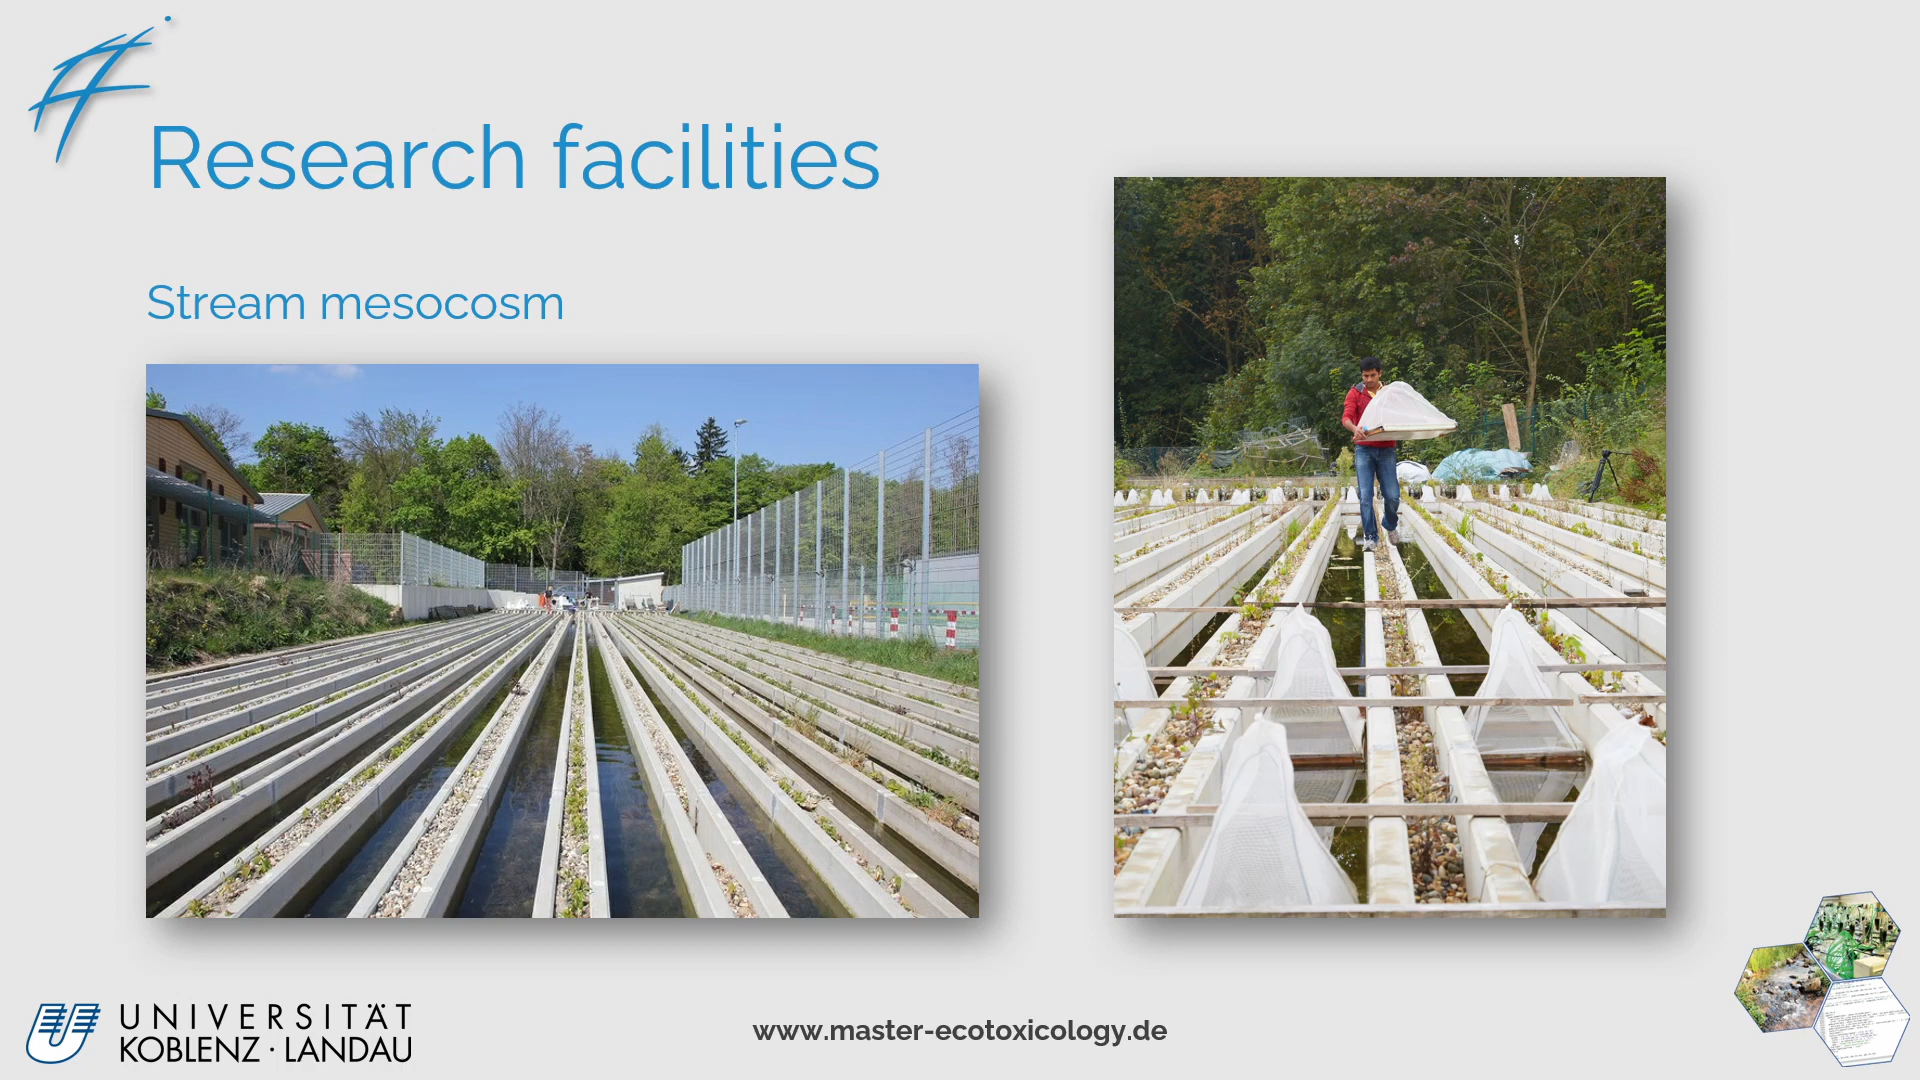 Research facilities
Stream mesocosm
UNIVERSITÄT
KOBLENZ · LANDAU
www.master-ecotoxicology.de